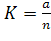 K = a/n